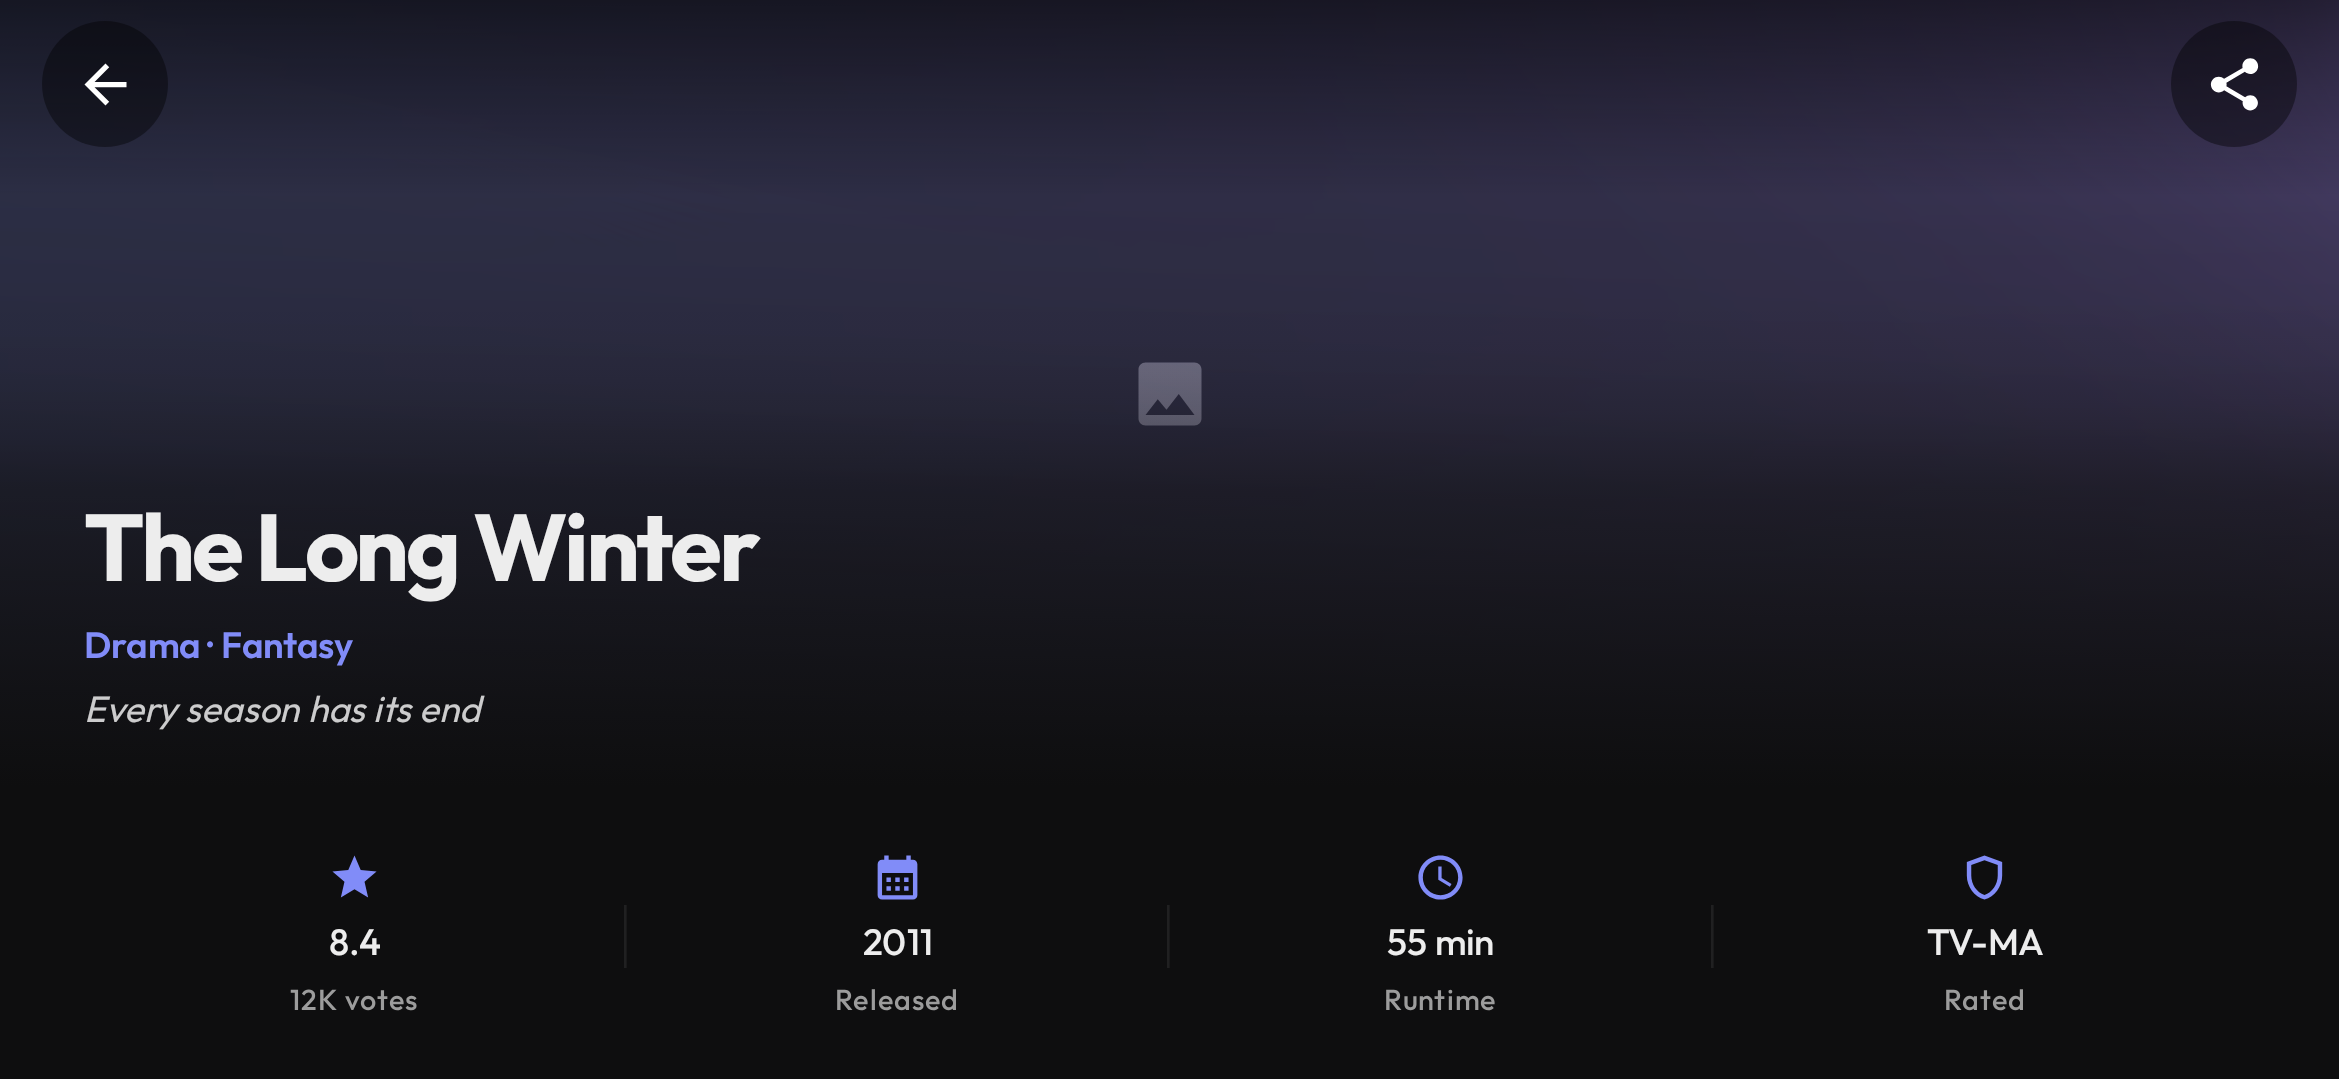 The Long Winter
Drama · Fantasy
Every season has its end
8.4
12K votes
2011
Released
55 min
Runtime
TV-MA
Rated